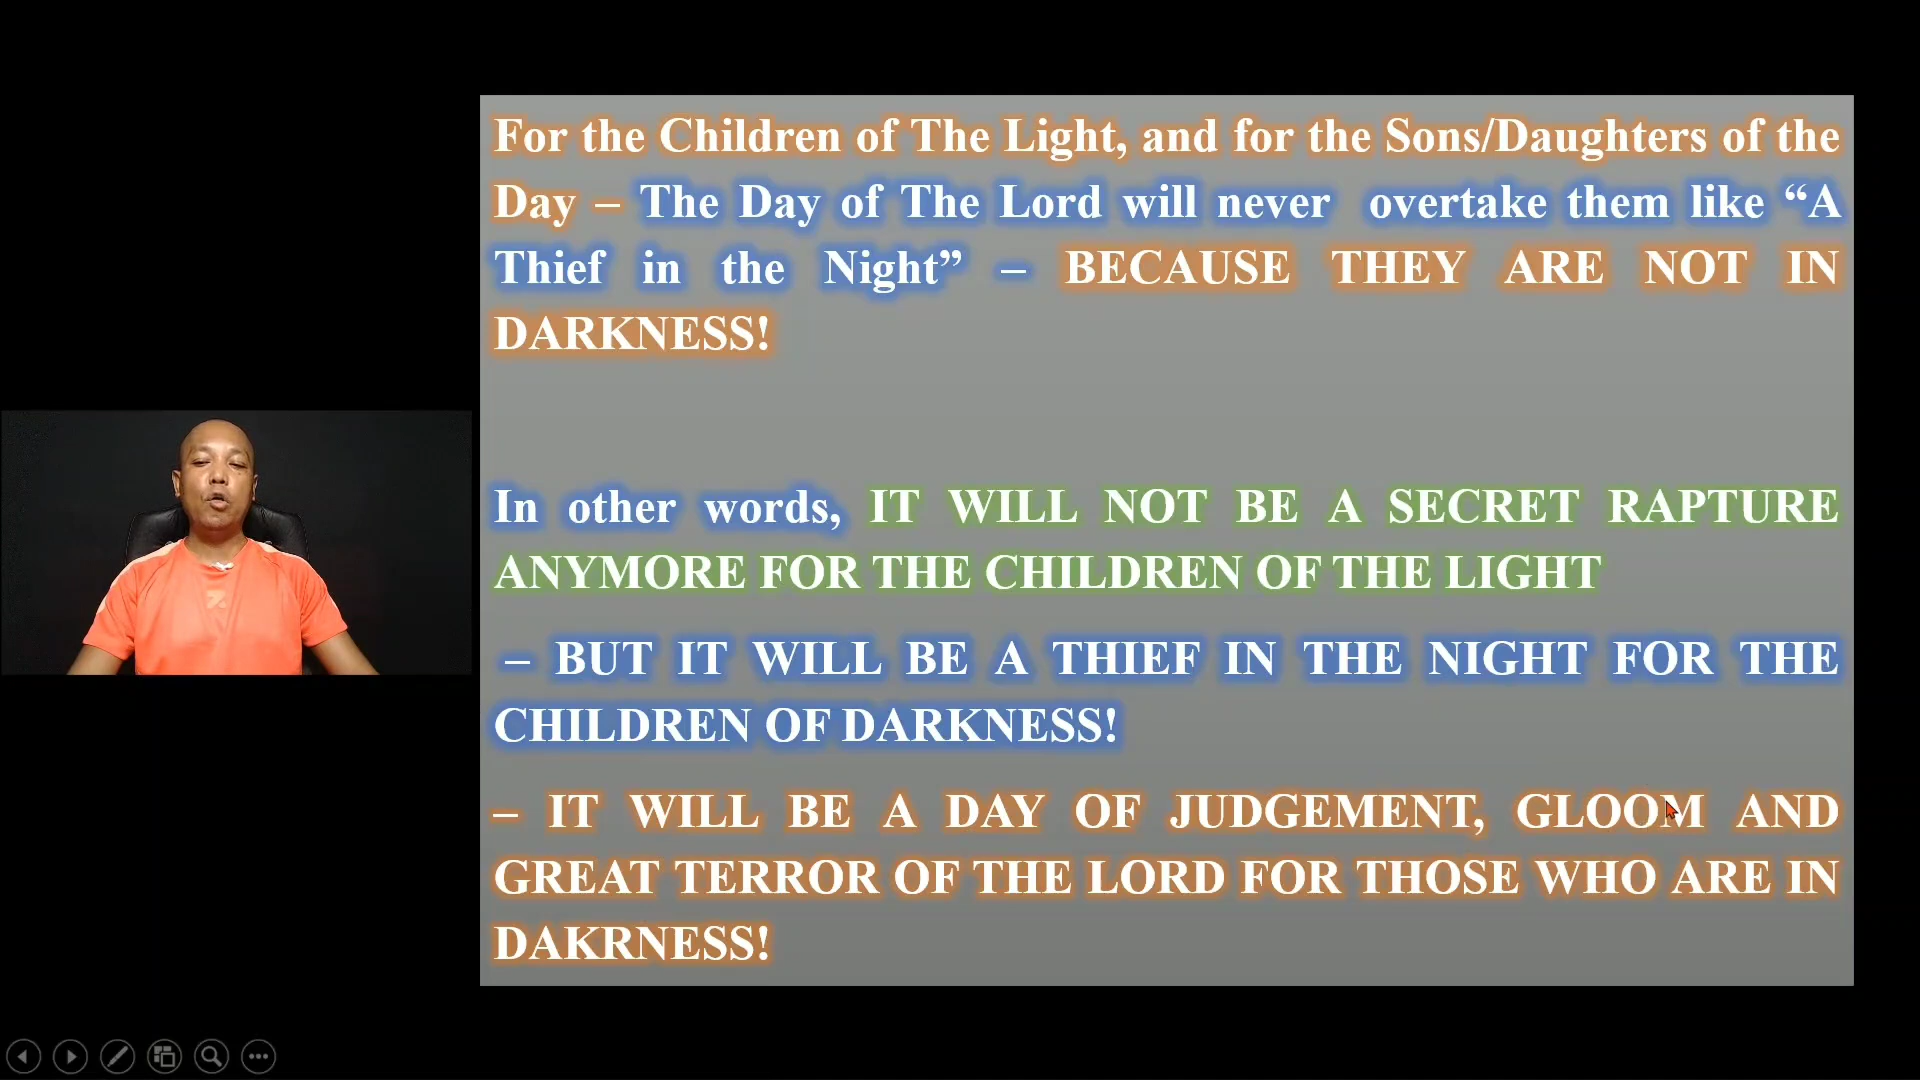 For the Children of The Light, and for the Sons/Daughters of the
Day – The Day of The Lord will never overtake them like “A
Thief in the Night” – BECAUSE THEY ARE NOT IN
DARKNESS!
In other words, IT WILL NOT BE A SECRET RAPTURE
ANYMORE FOR THE CHILDREN OF THE LIGHT
– BUT IT WILL BE A THIEF IN THE NIGHT FOR THE
CHILDREN OF DARKNESS!
– IT WILL BE A DAY OF JUDGEMENT, GLOOM AND
GREAT TERROR OF THE LORD FOR THOSE WHO ARE IN
DAKRNESS!